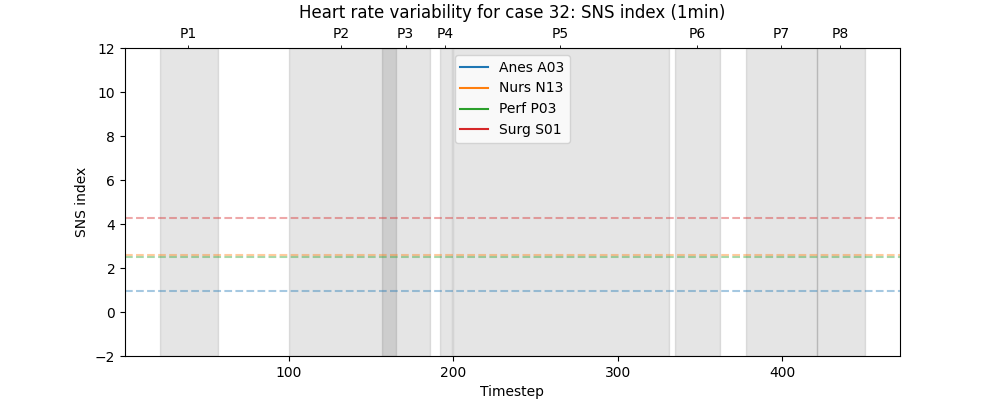 Heart rate variability for case 32: SNS index (1min)
P1 P2 P3 P4 P5 P6 P7 P8
12
10
8
6
4
2
0
−2
SNS index
Anes A03
Nurs N13
Perf P03
Surg S01
100 200 300 400
Timestep